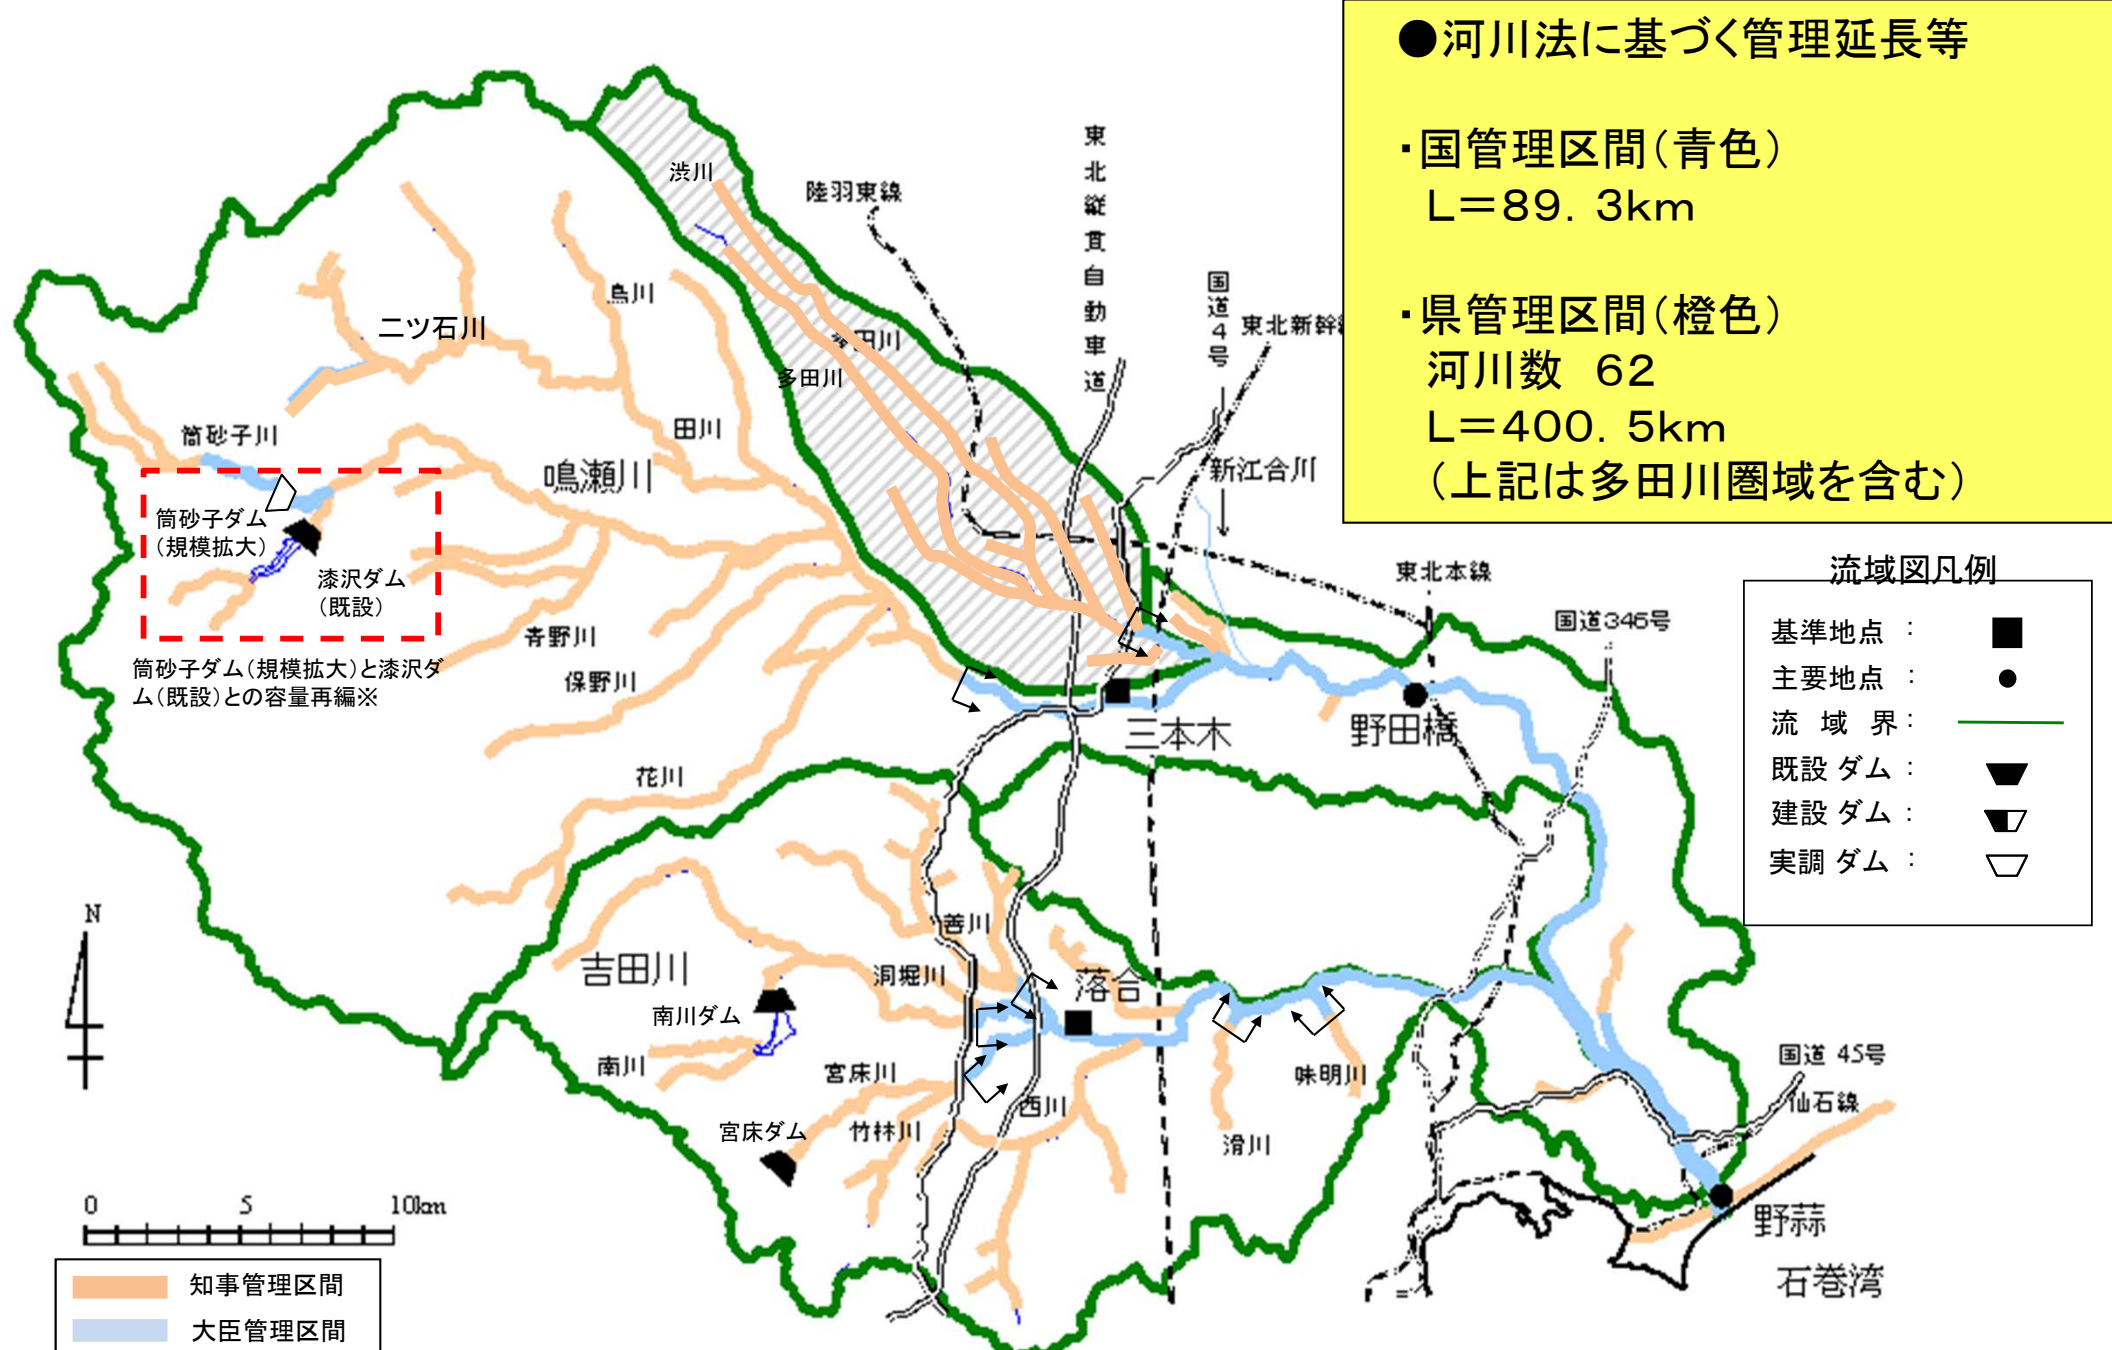 ●河川法に基づく管理延長等
・国管理区間（青色）
L＝89．3km
・県管理区間（橙色）
河川数 62
L＝400．5km
（上記は多田川圏域を含む）
渋川
陸羽東線
東北縦貫自動車道
国道4号
東北新幹
鳥川
二ツ石川
田川
多田川
田川
筒砂子川
鳴瀬川
新江合川
筒砂子ダム
（規模拡大）
漆沢ダム
（既設）
筒砂子ダム（規模拡大）と漆沢ダ
ム（既設）との容量再編※
青野川
保野川
東北本線
国道346号
三本木
野田橋
花川
流域図凡例
基準地点 ：
主要地点 ：
流 域 界：
既設 ダム ：
建設 ダム ：
実調 ダム ：
N
善川
吉田川
洞堀川
落合
南川ダム
南川
宮床川
西川
味明川
国道 45号
仙石線
宮床ダム
竹林川
滑川
0 5 10km
野蒜
石巻湾
知事管理区間
大臣管理区間